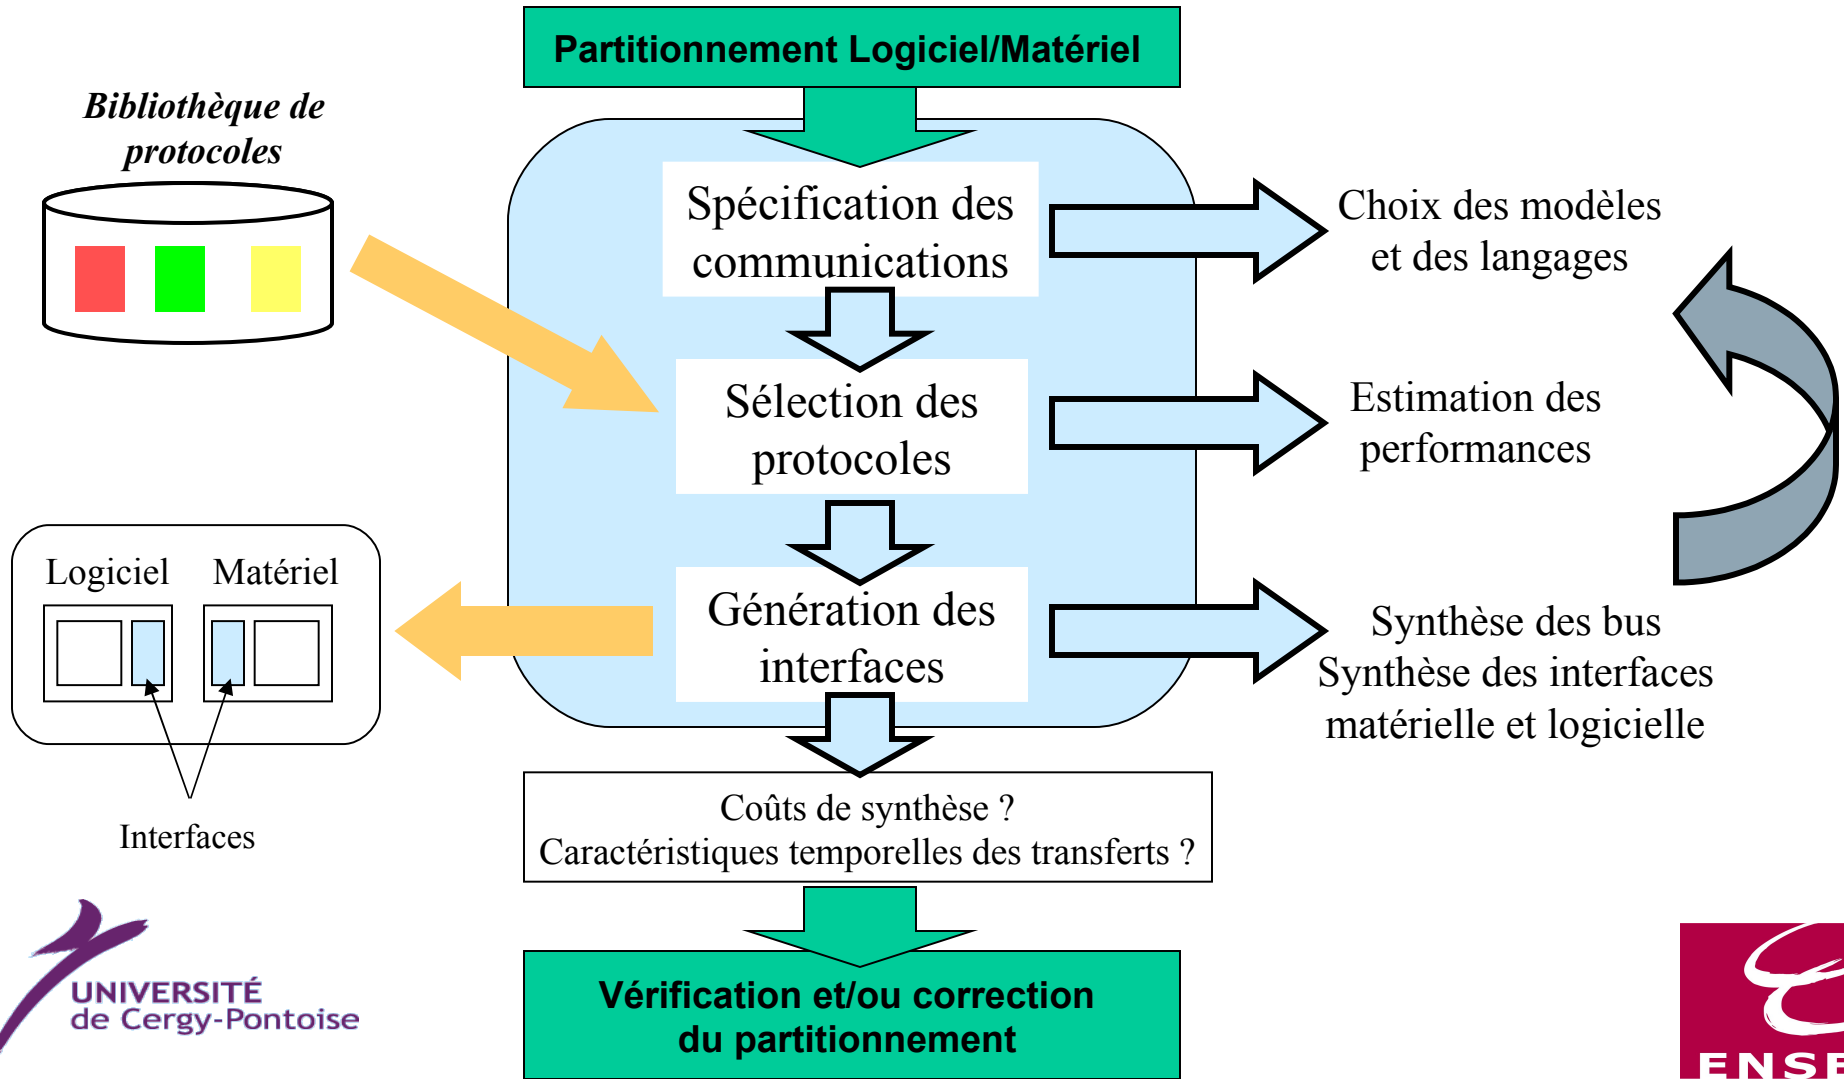 Partitionnement Logiciel/Matériel
Bibliothèque de
protocoles
Spécification des
communications
Choix des modèles
et des langages
Sélection des
protocoles
Estimation des
performances
Logiciel
Matériel
Génération des
interfaces
Synthèse des bus
Synthèse des interfaces
matérielle et logicielle
Interfaces
Coûts de synthèse ?
Caractéristiques temporelles des transferts ?
UNIVERSITÉ
de Cergy-Pontoise
Vérification et/ou correction
du partitionnement